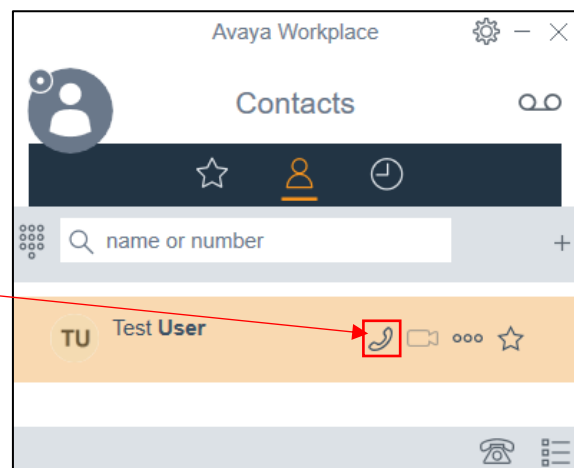 Avaya Workplace
Contacts
name or number
TU
Test User